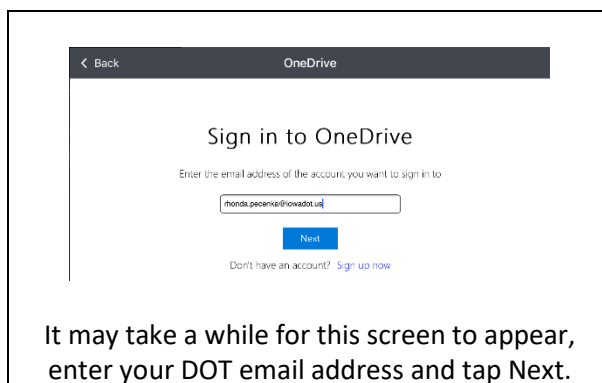 Back OneDrive
Sign in to OneDrive
Enter the email address of the account you want to sign in to
rhonda.pecenka@iowadot.us
Next
Don't have an account? Sign up now
It may take a while for this screen to appear,
enter your DOT email address and tap Next.